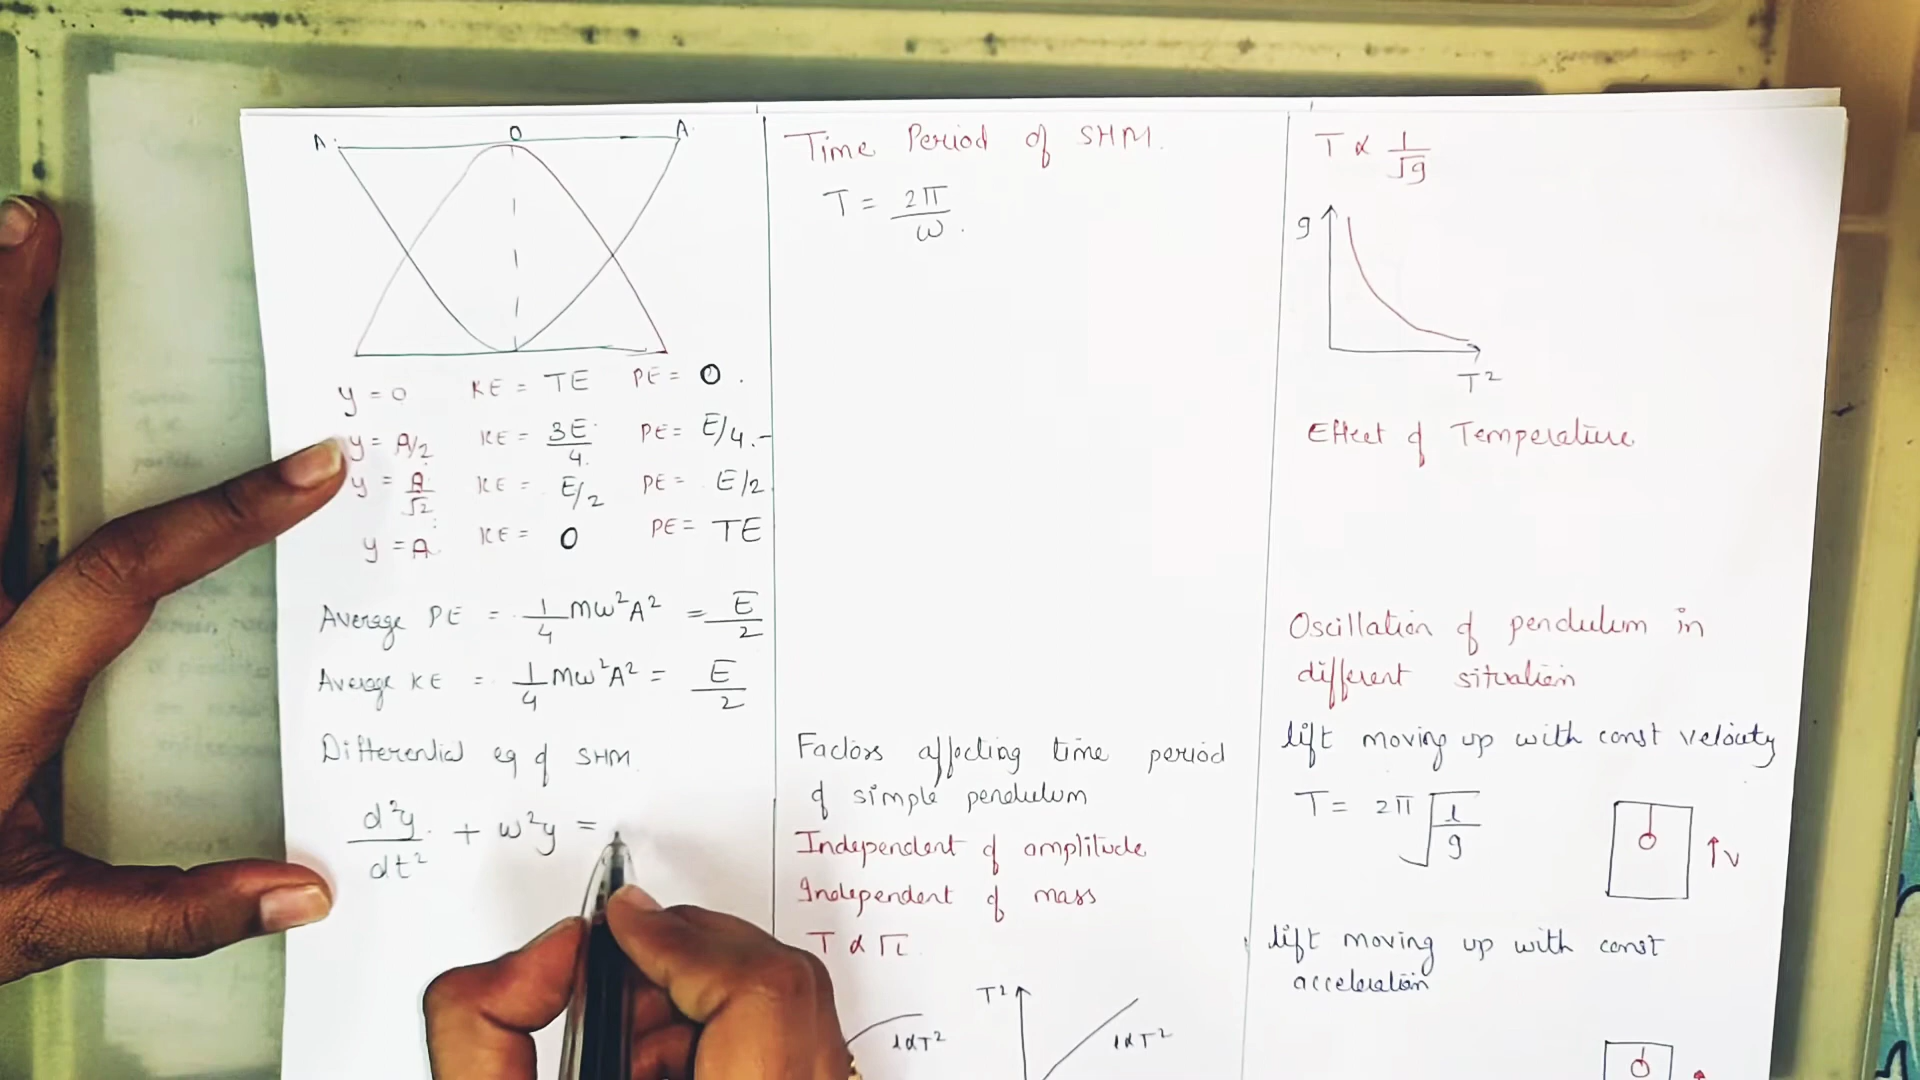 A O A
y = 0 KE = TE PE = 0.
y = A/2 KE = 3E/4. PE = E/4.-
y = A/√2 KE = E/2 PE = E/2
y = A KE = 0 PE = TE
Average PE = 1/4 mω²A² = E/2
Average KE = 1/4 mω²A² = E/2
Differential eq of SHM
d²y/dt² + ω²y =
Time Period of SHM.
T = 2π/ω.
Factors affecting time period
of simple pendulum
Independent of amplitude
Independent of mass
T ∝ √l
l∝T²
T²
l∝T²
T ∝ 1/√g
g
T²
Effect of Temperature
Oscillation of pendulum in
different situation
lift moving up with const velocity
T = 2π √l/g
↑v
lift moving up with const
acceleration